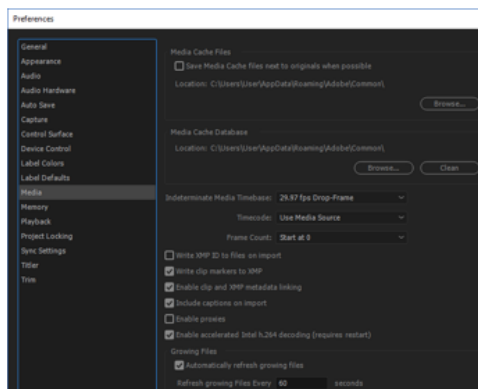 Preferences
General
Appearance
Audio
Audio Hardware
Auto Save
Capture
Control Surface
Device Control
Label Colors
Label Defaults
Media
Memory
Playback
Project Locking
Sync Settings
Titler
Trim
Media Cache Files
Save Media Cache files next to originals when possible
Location: C:\Users\User\AppData\Roaming\Adobe\Common\
Browse...
Media Cache Database
Location: C:\Users\User\AppData\Roaming\Adobe\Common\
Browse... Clean
Indeterminate Media Timebase: 29.97 fps Drop-Frame
Timecode: Use Media Source
Frame Count: Start at 0
Write XMP ID to files on import
Write clip markers to XMP
Enable clip and XMP metadata linking
Include captions on import
Enable proxies
Enable accelerated Intel h.264 decoding (requires restart)
Growing Files
Automatically refresh growing files
Refresh growing Files Every 60 seconds